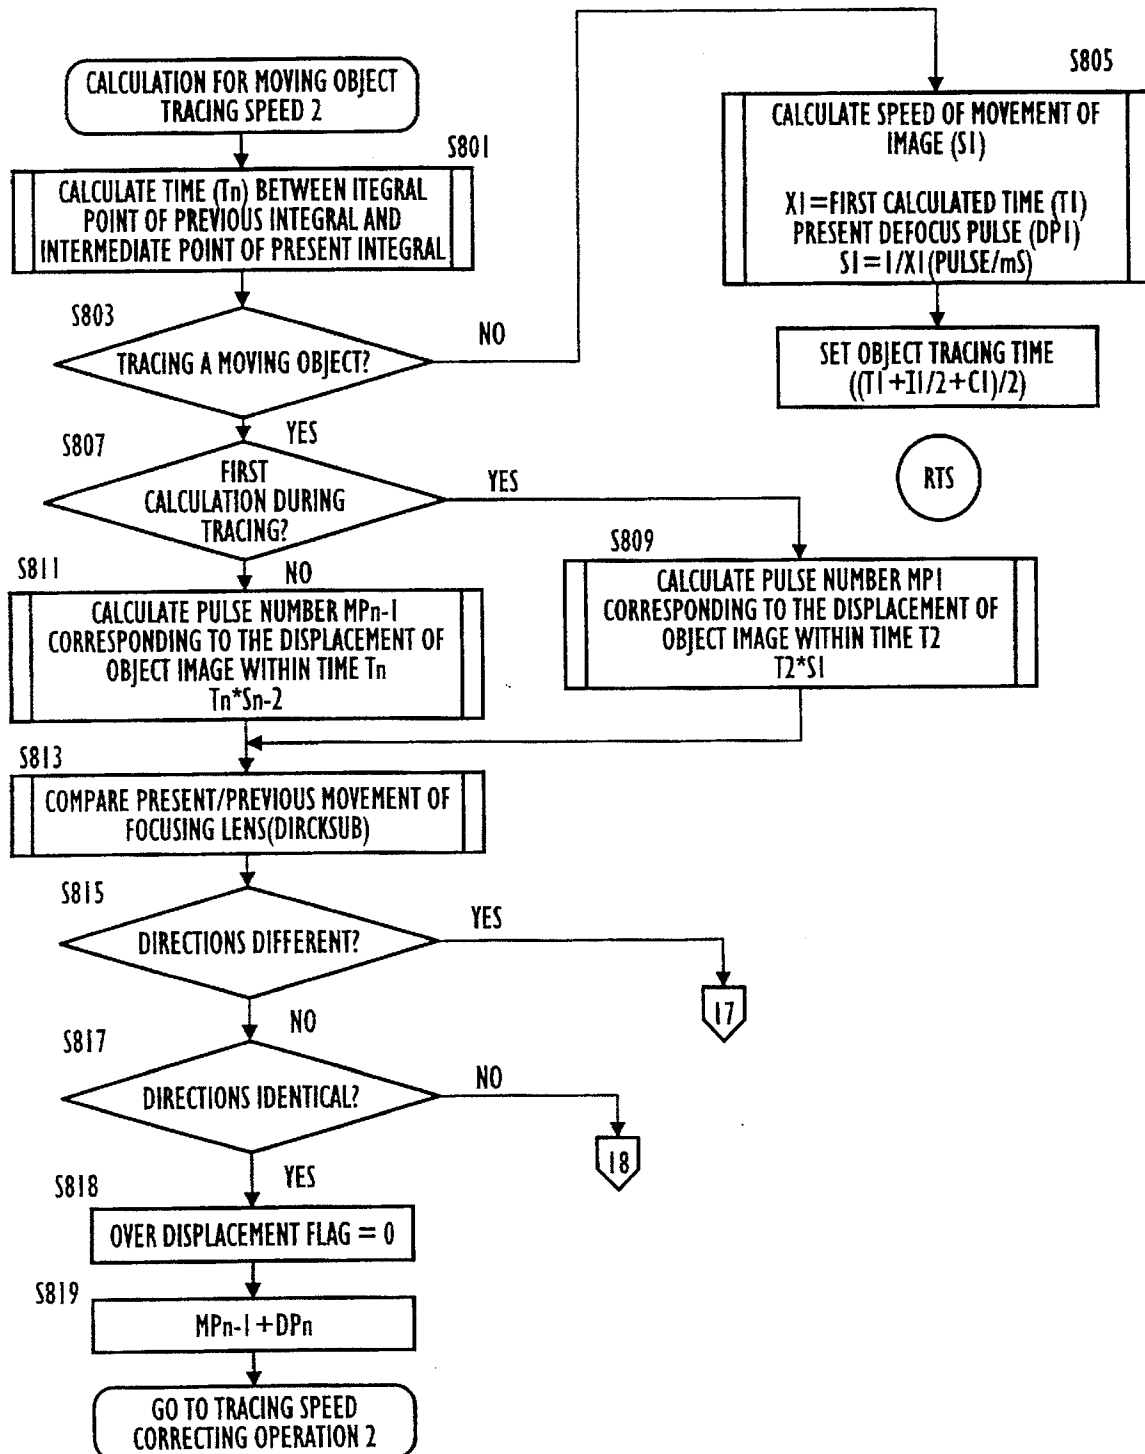 CALCULATION FOR MOVING OBJECT
TRACING SPEED 2
S801
CALCULATE TIME (Tn) BETWEEN ITEGRAL
POINT OF PREVIOUS INTEGRAL AND
INTERMEDIATE POINT OF PRESENT INTEGRAL
S803
TRACING A MOVING OBJECT?
NO
YES
S805
CALCULATE SPEED OF MOVEMENT OF
IMAGE (S1)
X1=FIRST CALCULATED TIME (T1)
PRESENT DEFOCUS PULSE (DP1)
S1=1/X1(PULSE/mS)
SET OBJECT TRACING TIME
((T1+I1/2+C1)/2)
RTS
S807
FIRST
CALCULATION DURING
TRACING?
YES
NO
S809
CALCULATE PULSE NUMBER MP1
CORRESPONDING TO THE DISPLACEMENT OF
OBJECT IMAGE WITHIN TIME T2
T2*S1
S811
CALCULATE PULSE NUMBER MPn-1
CORRESPONDING TO THE DISPLACEMENT OF
OBJECT IMAGE WITHIN TIME Tn
Tn*Sn-2
S813
COMPARE PRESENT/PREVIOUS MOVEMENT OF
FOCUSING LENS(DIRCKSUB)
S815
DIRECTIONS DIFFERENT?
YES
17
NO
S817
DIRECTIONS IDENTICAL?
NO
18
YES
S818
OVER DISPLACEMENT FLAG = 0
S819
MPn-1+DPn
GO TO TRACING SPEED
CORRECTING OPERATION 2